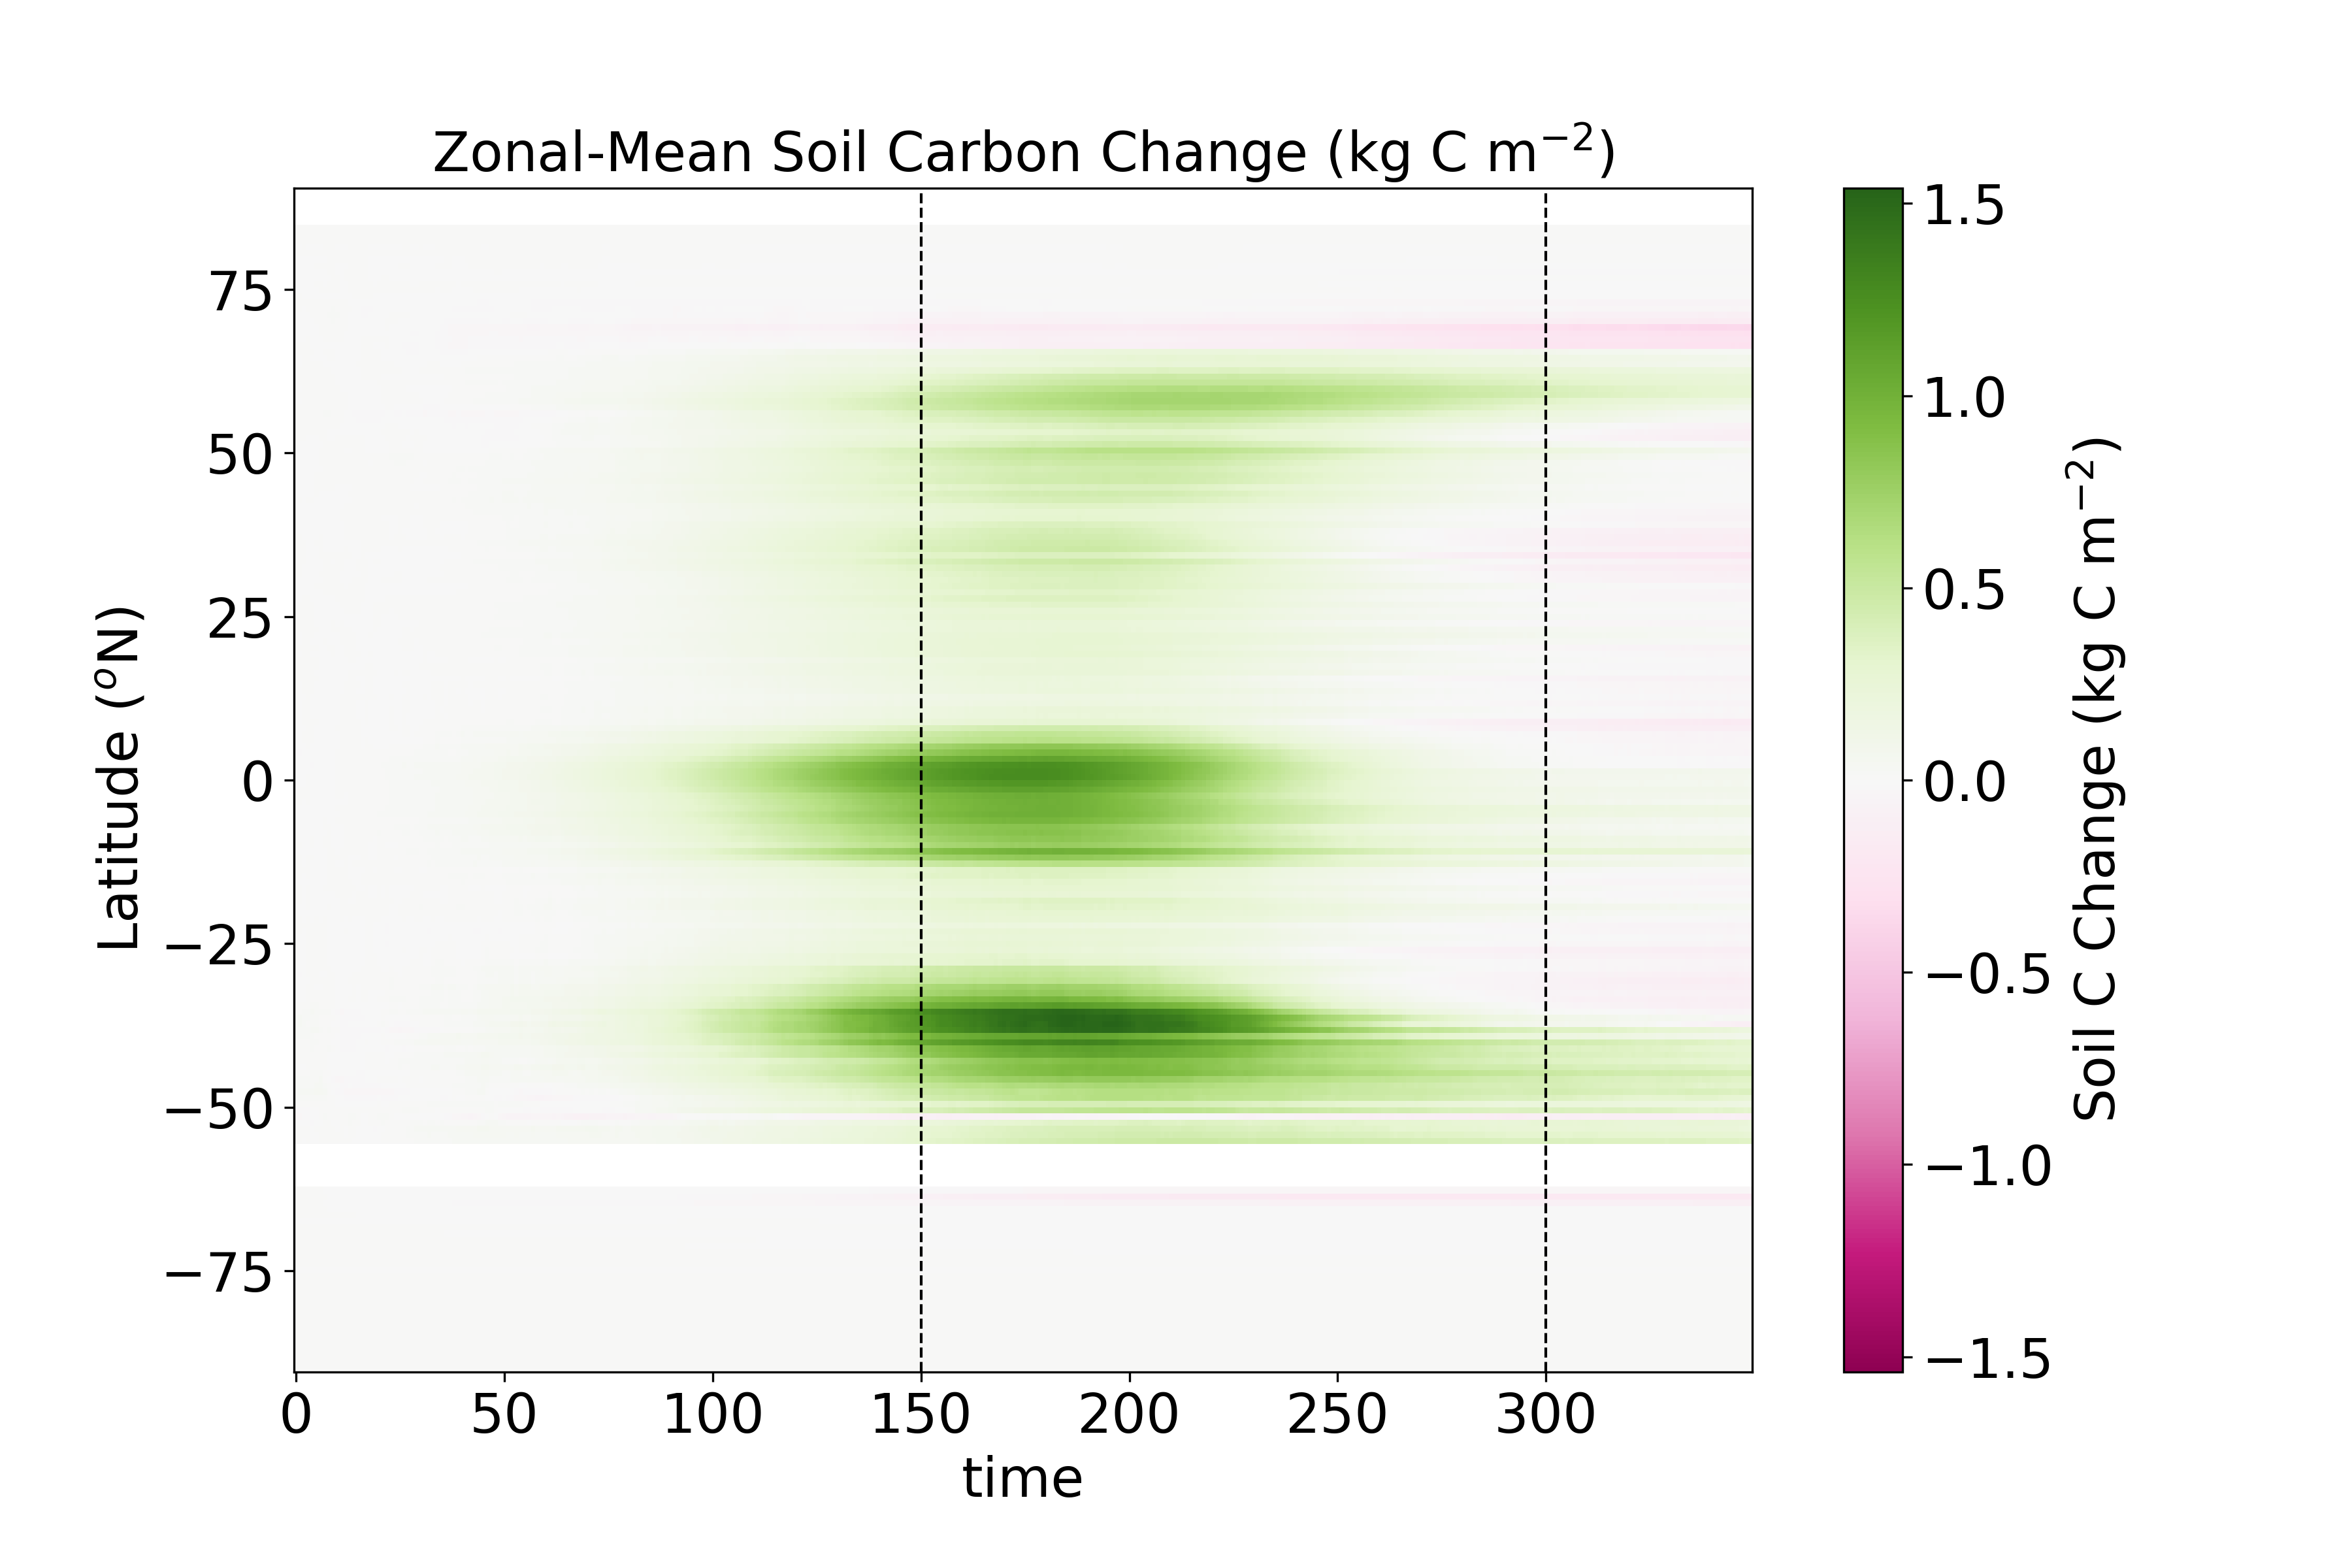 Zonal-Mean Soil Carbon Change (kg C m⁻²)
75
50
25
0
−25
−50
−75
Latitude (ᵒN)
0 50 100 150 200 250 300
time
1.5
1.0
0.5
0.0
−0.5
−1.0
−1.5
Soil C Change (kg C m⁻²)